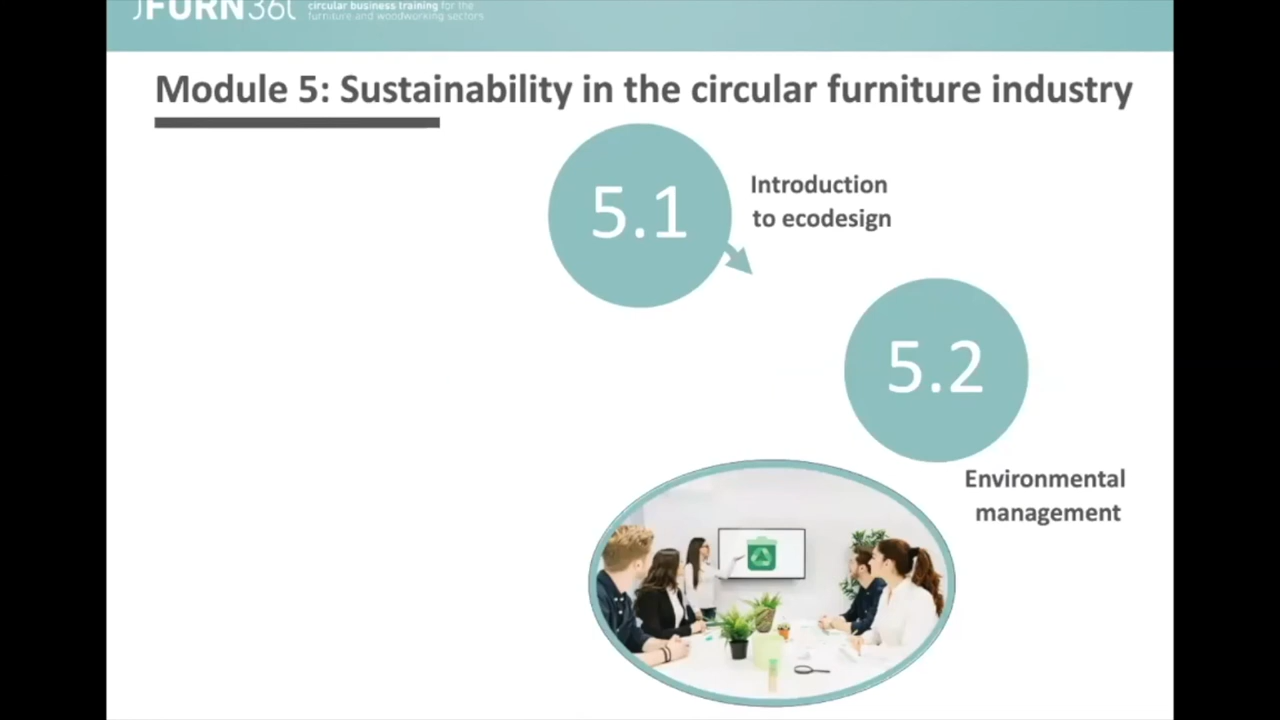 FURN360
circular business training for the
furniture and woodworking sectors
Module 5: Sustainability in the circular furniture industry
5.1
Introduction
to ecodesign
5.2
Environmental
management